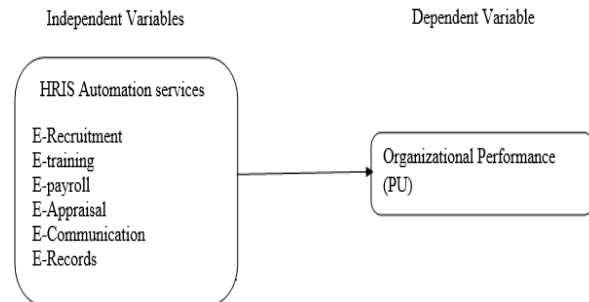 Independent Variables
Dependent Variable
HRIS Automation services
E-Recruitment
E-training
E-payroll
E-Appraisal
E-Communication
E-Records
Organizational Performance
(PU)